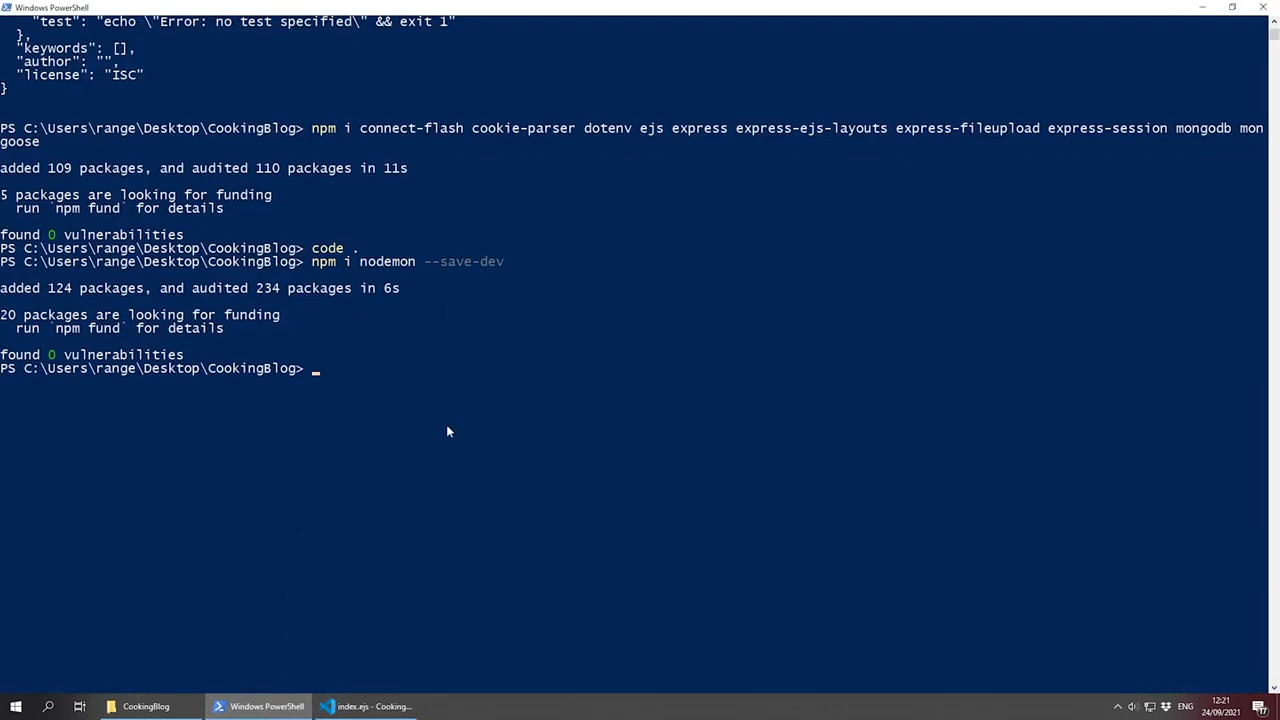 Windows PowerShell
"test": "echo \"Error: no test specified\" && exit 1"
},
"keywords": [],
"author": "",
"license": "ISC"
}
PS C:\Users\range\Desktop\CookingBlog> npm i connect-flash cookie-parser dotenv ejs express express-ejs-layouts express-fileupload express-session mongodb mon
goose
added 109 packages, and audited 110 packages in 11s
5 packages are looking for funding
run `npm fund` for details
found 0 vulnerabilities
PS C:\Users\range\Desktop\CookingBlog> code .
PS C:\Users\range\Desktop\CookingBlog> npm i nodemon --save-dev
added 124 packages, and audited 234 packages in 6s
20 packages are looking for funding
run `npm fund` for details
found 0 vulnerabilities
PS C:\Users\range\Desktop\CookingBlog>
CookingBlog
Windows PowerShell
index.ejs - Cooking...
ENG
12:21
24/09/2021
17